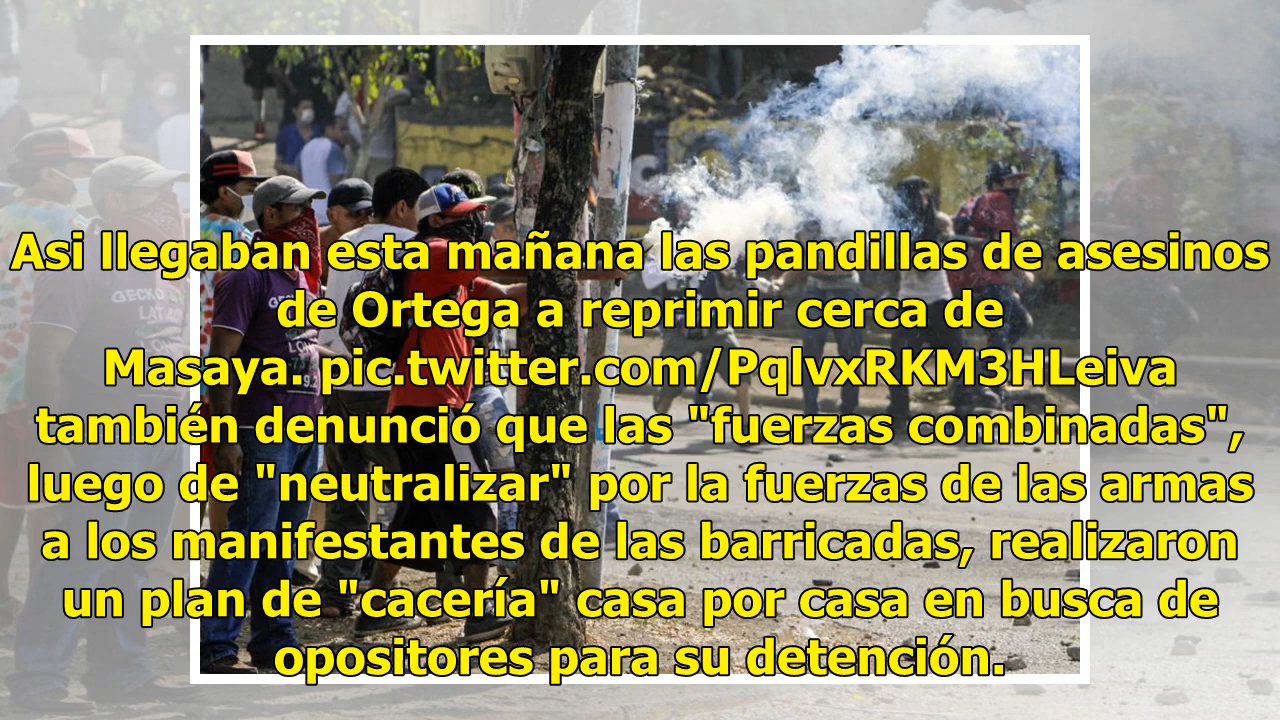 Asi llegaban esta mañana las pandillas de asesinos
de Ortega a reprimir cerca de
Masaya. pic.twitter.com/PqlvxRKM3HLeiva
también denunció que las "fuerzas combinadas",
luego de "neutralizar" por la fuerzas de las armas
a los manifestantes de las barricadas, realizaron
un plan de "cacería" casa por casa en busca de
opositores para su detención.